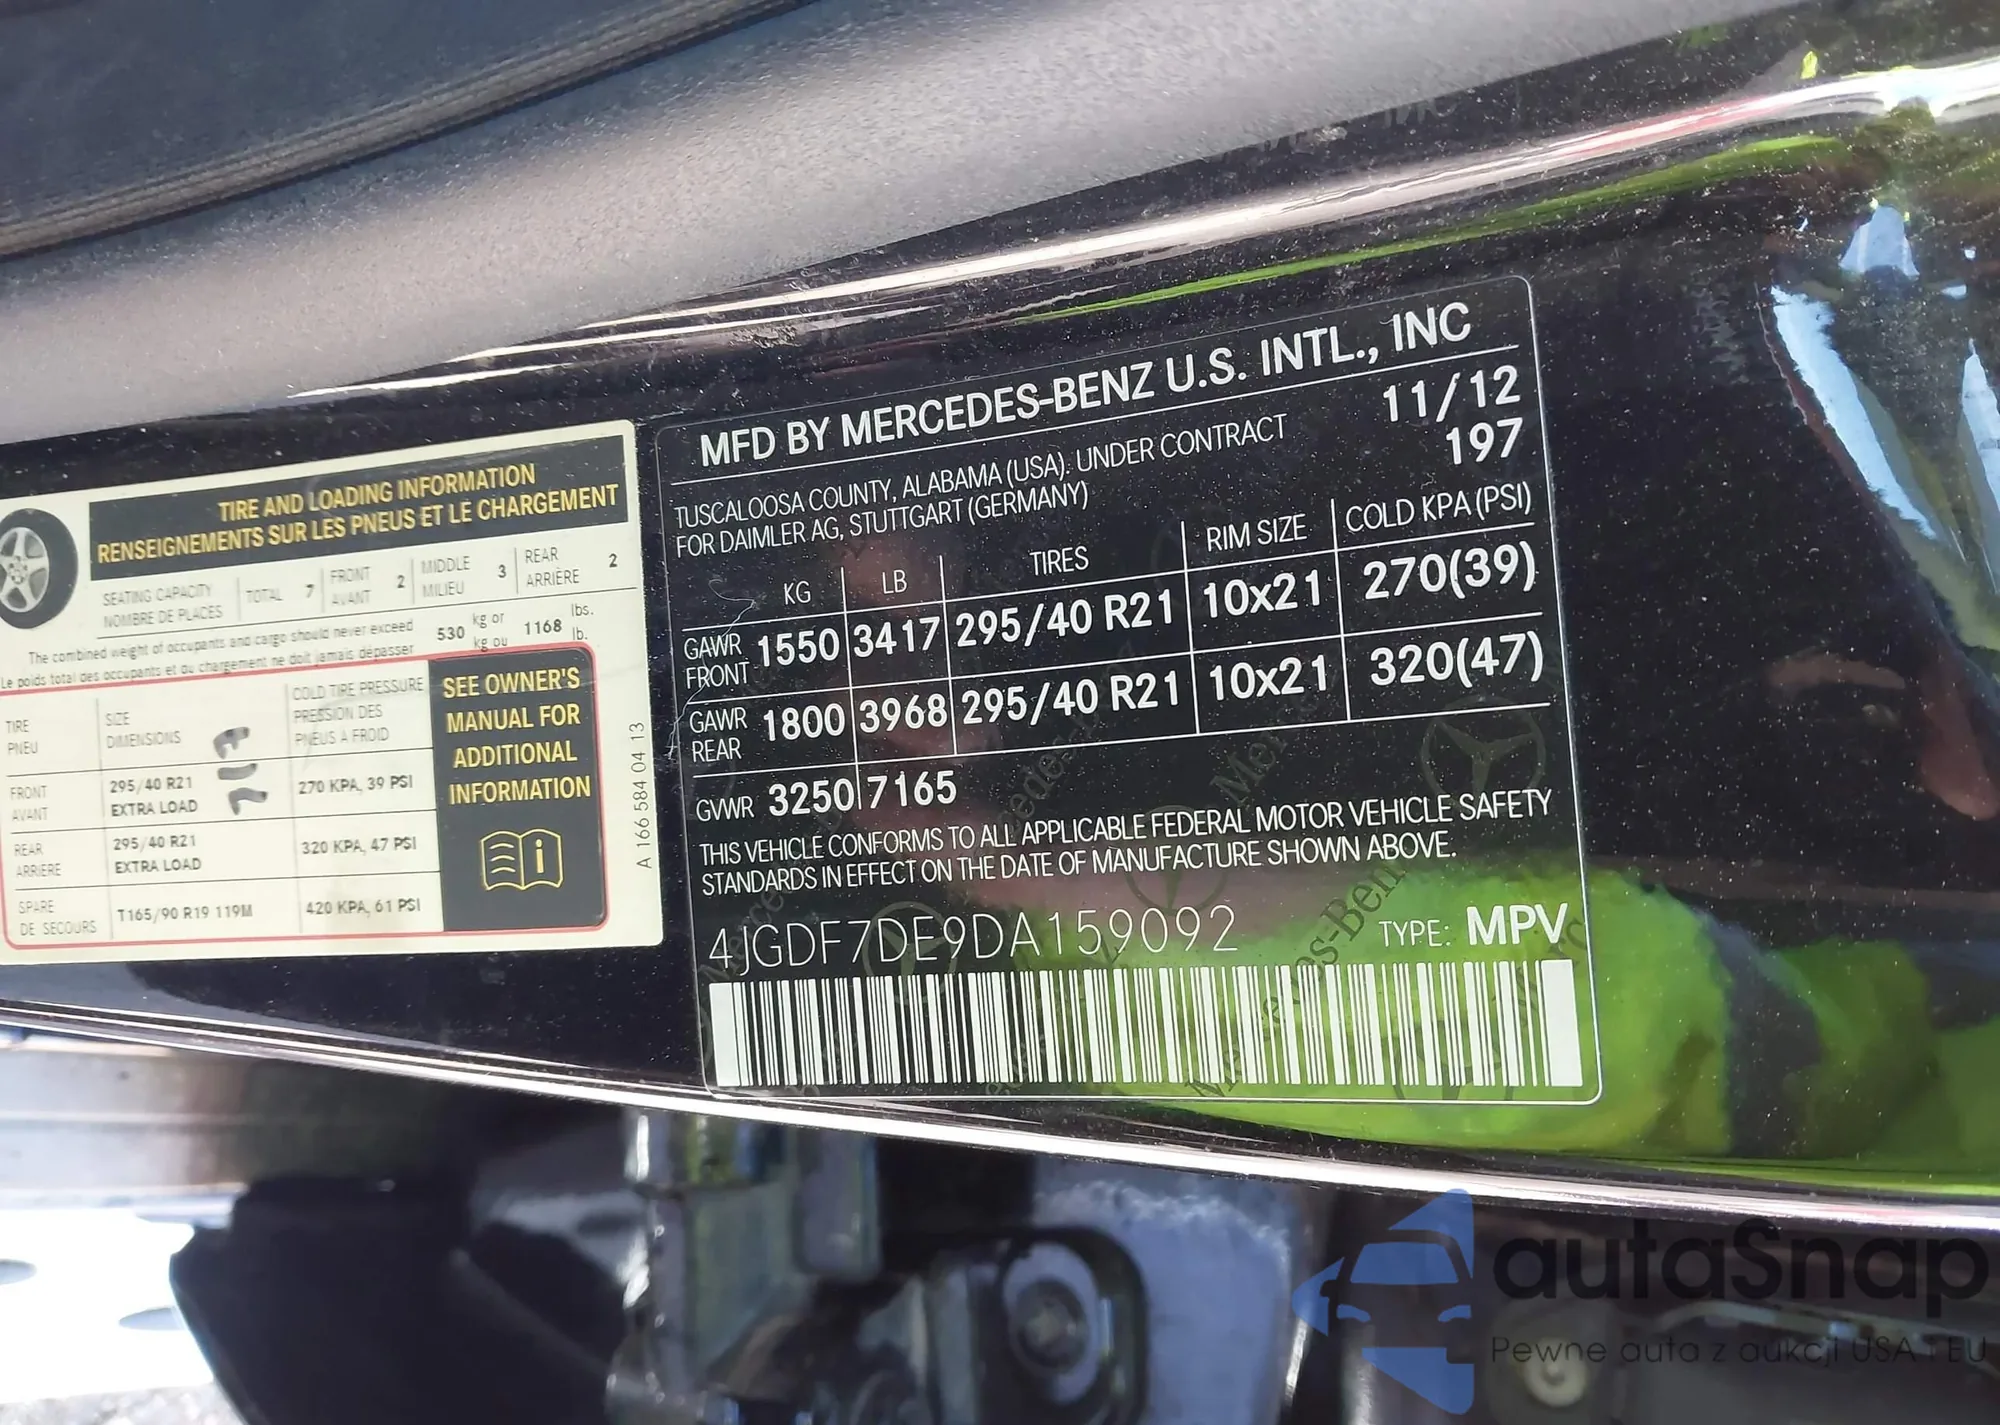 TIRE AND LOADING INFORMATION
RENSEIGNEMENTS SUR LES PNEUS ET LE CHARGEMENT
SEATING CAPACITY
NOMBRE DE PLACES
TOTAL 7
FRONT
AVANT 2
MIDDLE
MILIEU 3
REAR
ARRIÈRE 2
The combined weight of occupants and cargo should never exceed 530 kg or 1168 lbs.
Le poids total des occupants et du chargement ne doit jamais dépasser kg ou lb.
TIRE
PNEU
SIZE
DIMENSIONS
COLD TIRE PRESSURE
PRESSION DES
PNEUS A FROID
FRONT
AVANT
295/40 R21
EXTRA LOAD
270 KPA, 39 PSI
REAR
ARRIÈRE
295/40 R21
EXTRA LOAD
320 KPA, 47 PSI
SPARE
DE SECOURS
T165/90 R19 119M
420 KPA, 61 PSI
SEE OWNER'S
MANUAL FOR
ADDITIONAL
INFORMATION
A 166 584 04 13
MFD BY MERCEDES-BENZ U.S. INTL., INC
TUSCALOOSA COUNTY, ALABAMA (USA). UNDER CONTRACT
FOR DAIMLER AG, STUTTGART (GERMANY)
11/12
197
KG LB TIRES RIM SIZE COLD KPA (PSI)
GAWR
FRONT 1550 3417 295/40 R21 10x21 270(39)
GAWR
REAR 1800 3968 295/40 R21 10x21 320(47)
GVWR 3250 7165
THIS VEHICLE CONFORMS TO ALL APPLICABLE FEDERAL MOTOR VEHICLE SAFETY
STANDARDS IN EFFECT ON THE DATE OF MANUFACTURE SHOWN ABOVE.
4JGDF7DE9DA159092 TYPE: MPV
autaSnap
Pewne auta z aukcji USA i EU